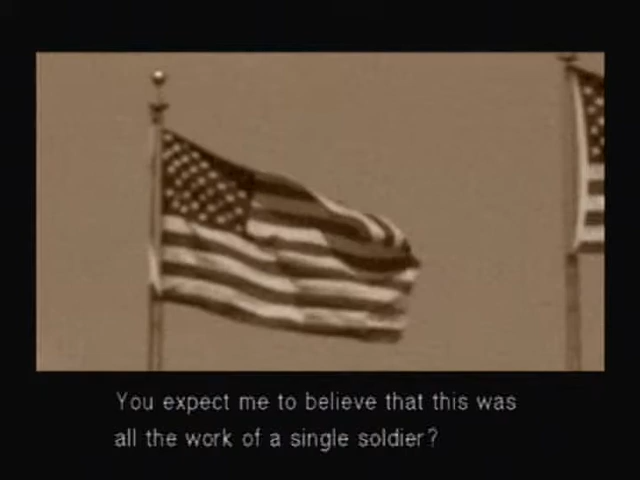 You expect me to believe that this was
all the work of a single soldier?